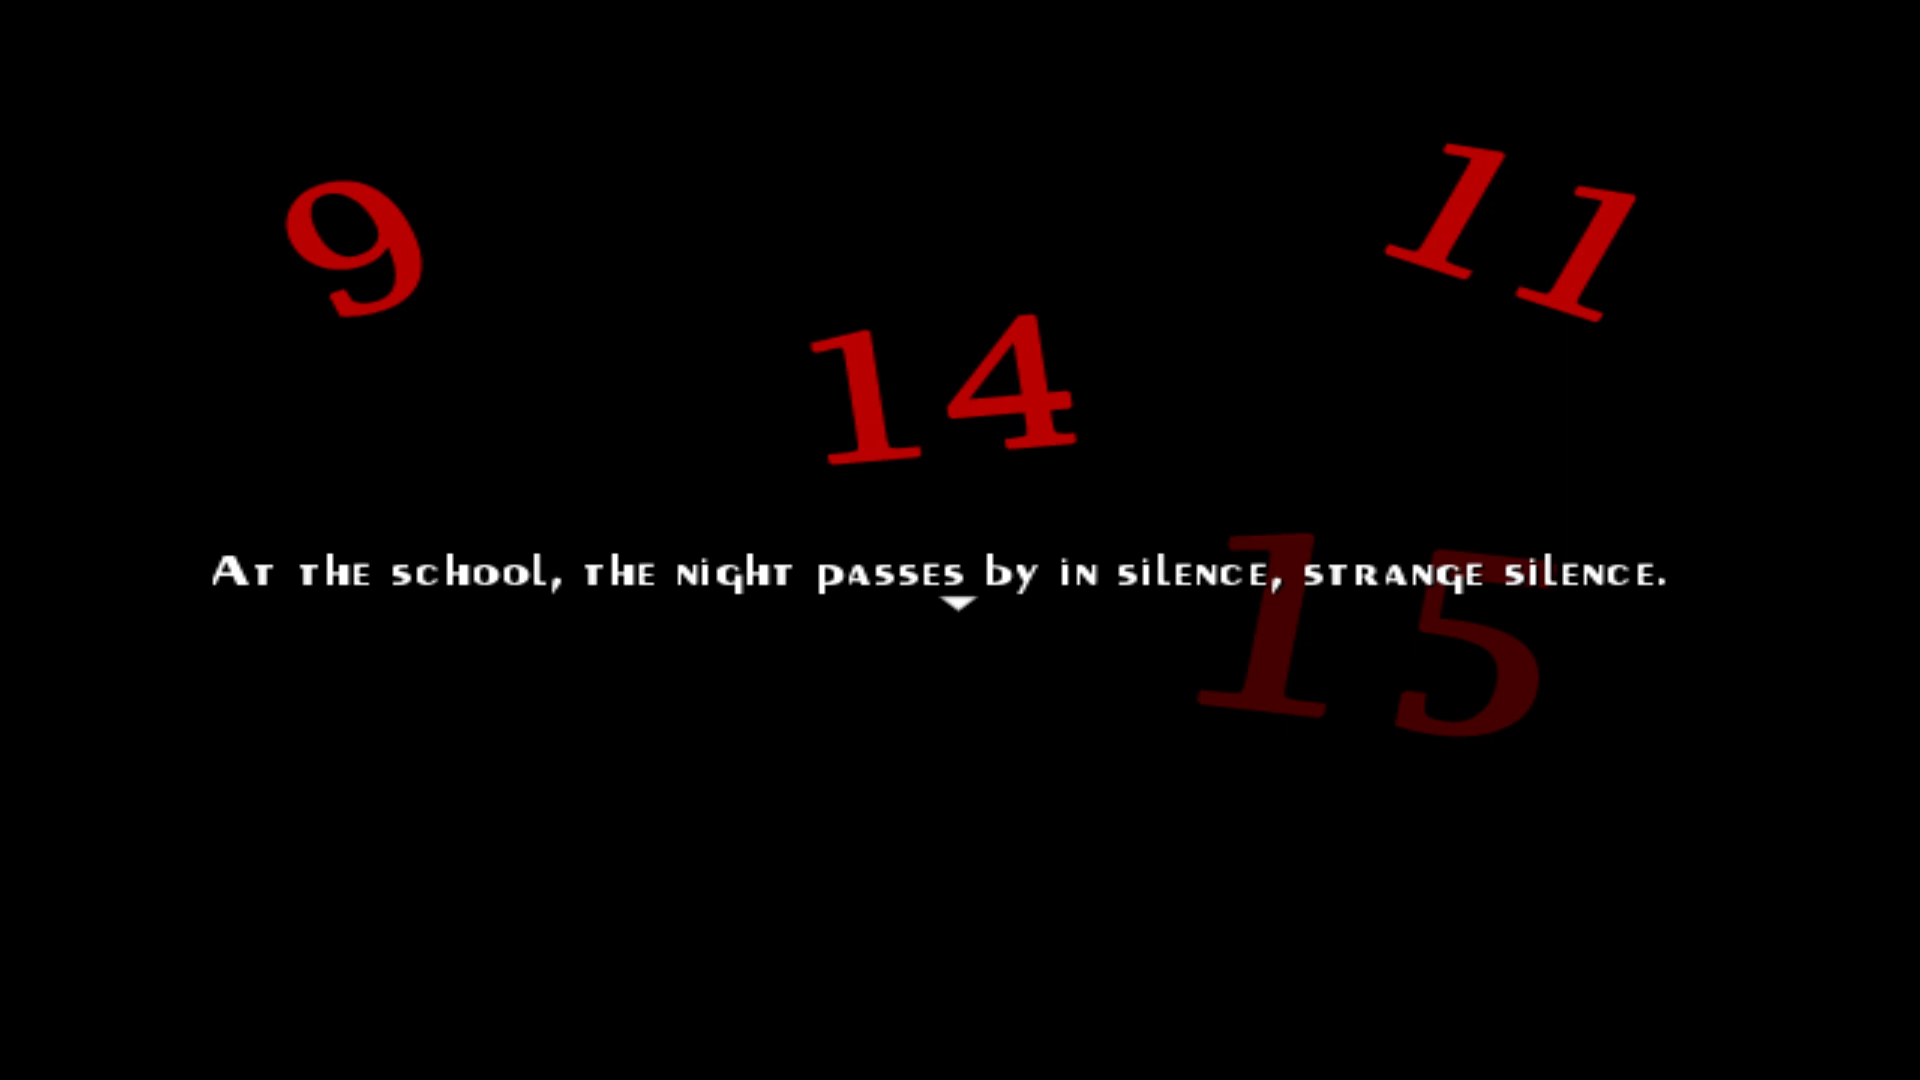 9
11
14
At the school, the night passes by in silence, strange silence.
15